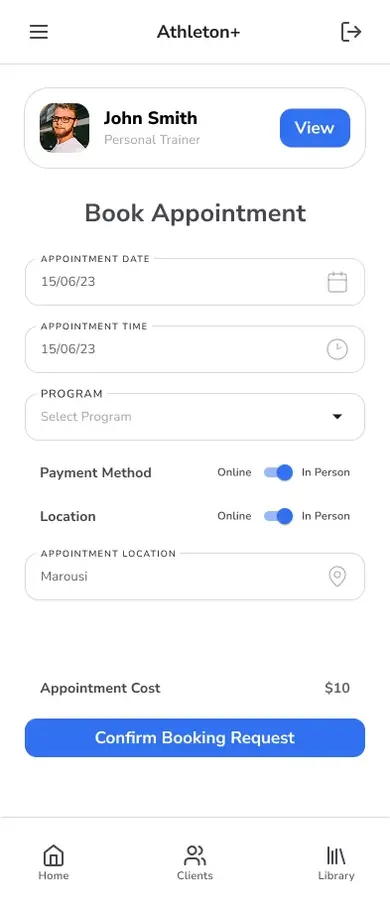 Athleton+
John Smith
Personal Trainer
View
Book Appointment
APPOINTMENT DATE
15/06/23
APPOINTMENT TIME
15/06/23
PROGRAM
Select Program
Payment Method Online In Person
Location Online In Person
APPOINTMENT LOCATION
Marousi
Appointment Cost $10
Confirm Booking Request
Home Clients Library